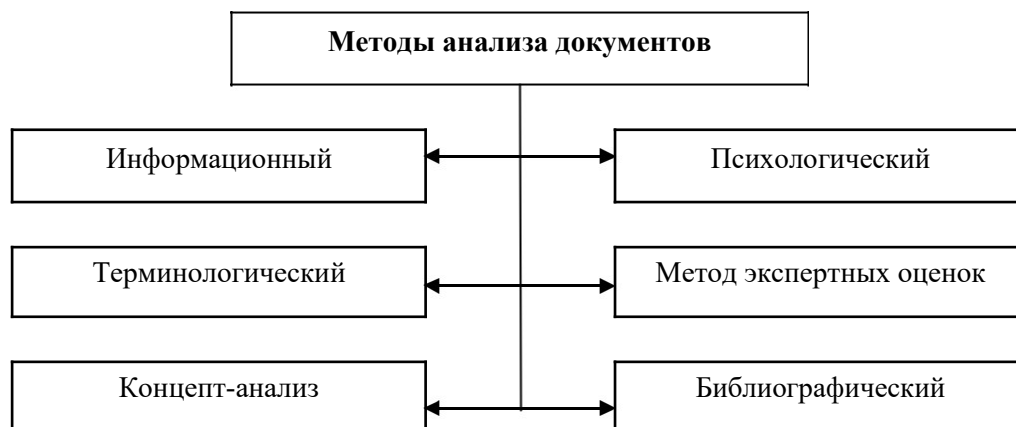 Методы анализа документов
Информационный
Психологический
Терминологический
Метод экспертных оценок
Концепт-анализ
Библиографический